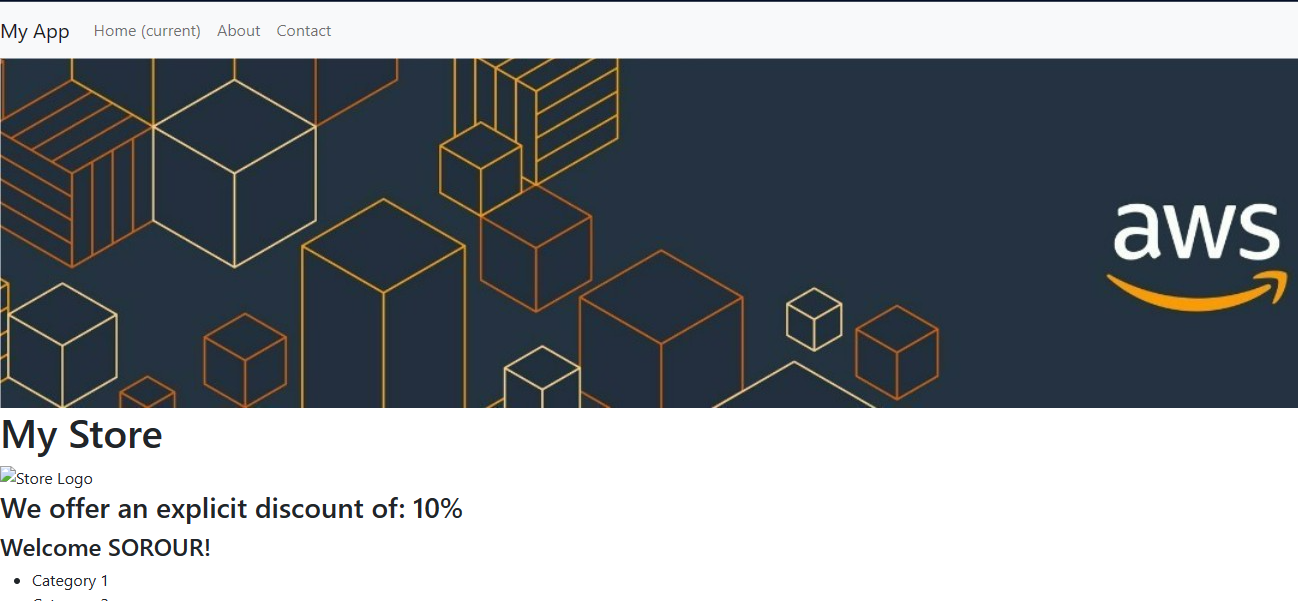 My App Home (current) About Contact
aws
My Store
Store Logo
We offer an explicit discount of: 10%
Welcome SOROUR!
Category 1